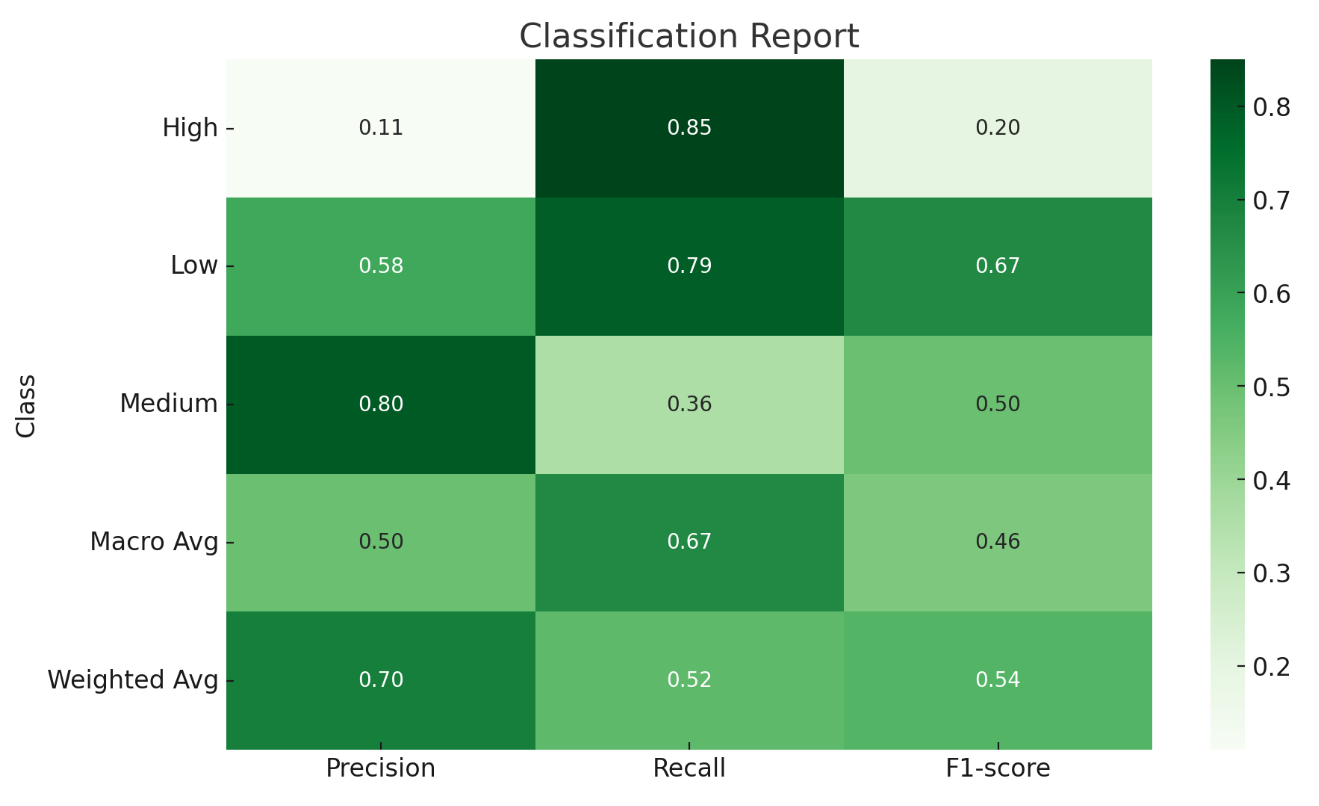 Classification Report
Class
High 0.11 0.85 0.20
Low 0.58 0.79 0.67
Medium 0.80 0.36 0.50
Macro Avg 0.50 0.67 0.46
Weighted Avg 0.70 0.52 0.54
Precision Recall F1-score
0.8
0.7
0.6
0.5
0.4
0.3
0.2